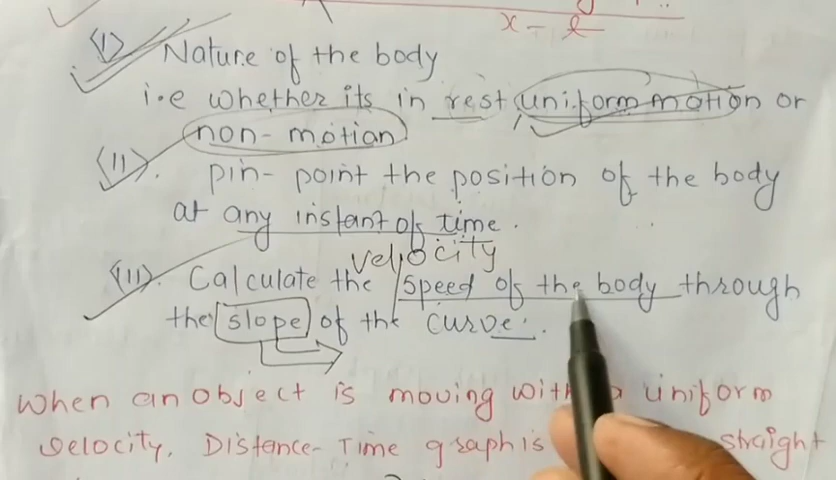 x - t
(I) Nature of the body
i.e whether its in rest, uniform motion or
non-motian
(II). pin-point the position of the body
at any instant of time.
velocity
(III). Calculate the speed of the body through
the slope of the curve.
When an object is moving with a uniform
velocity, Distance-Time graph is straight